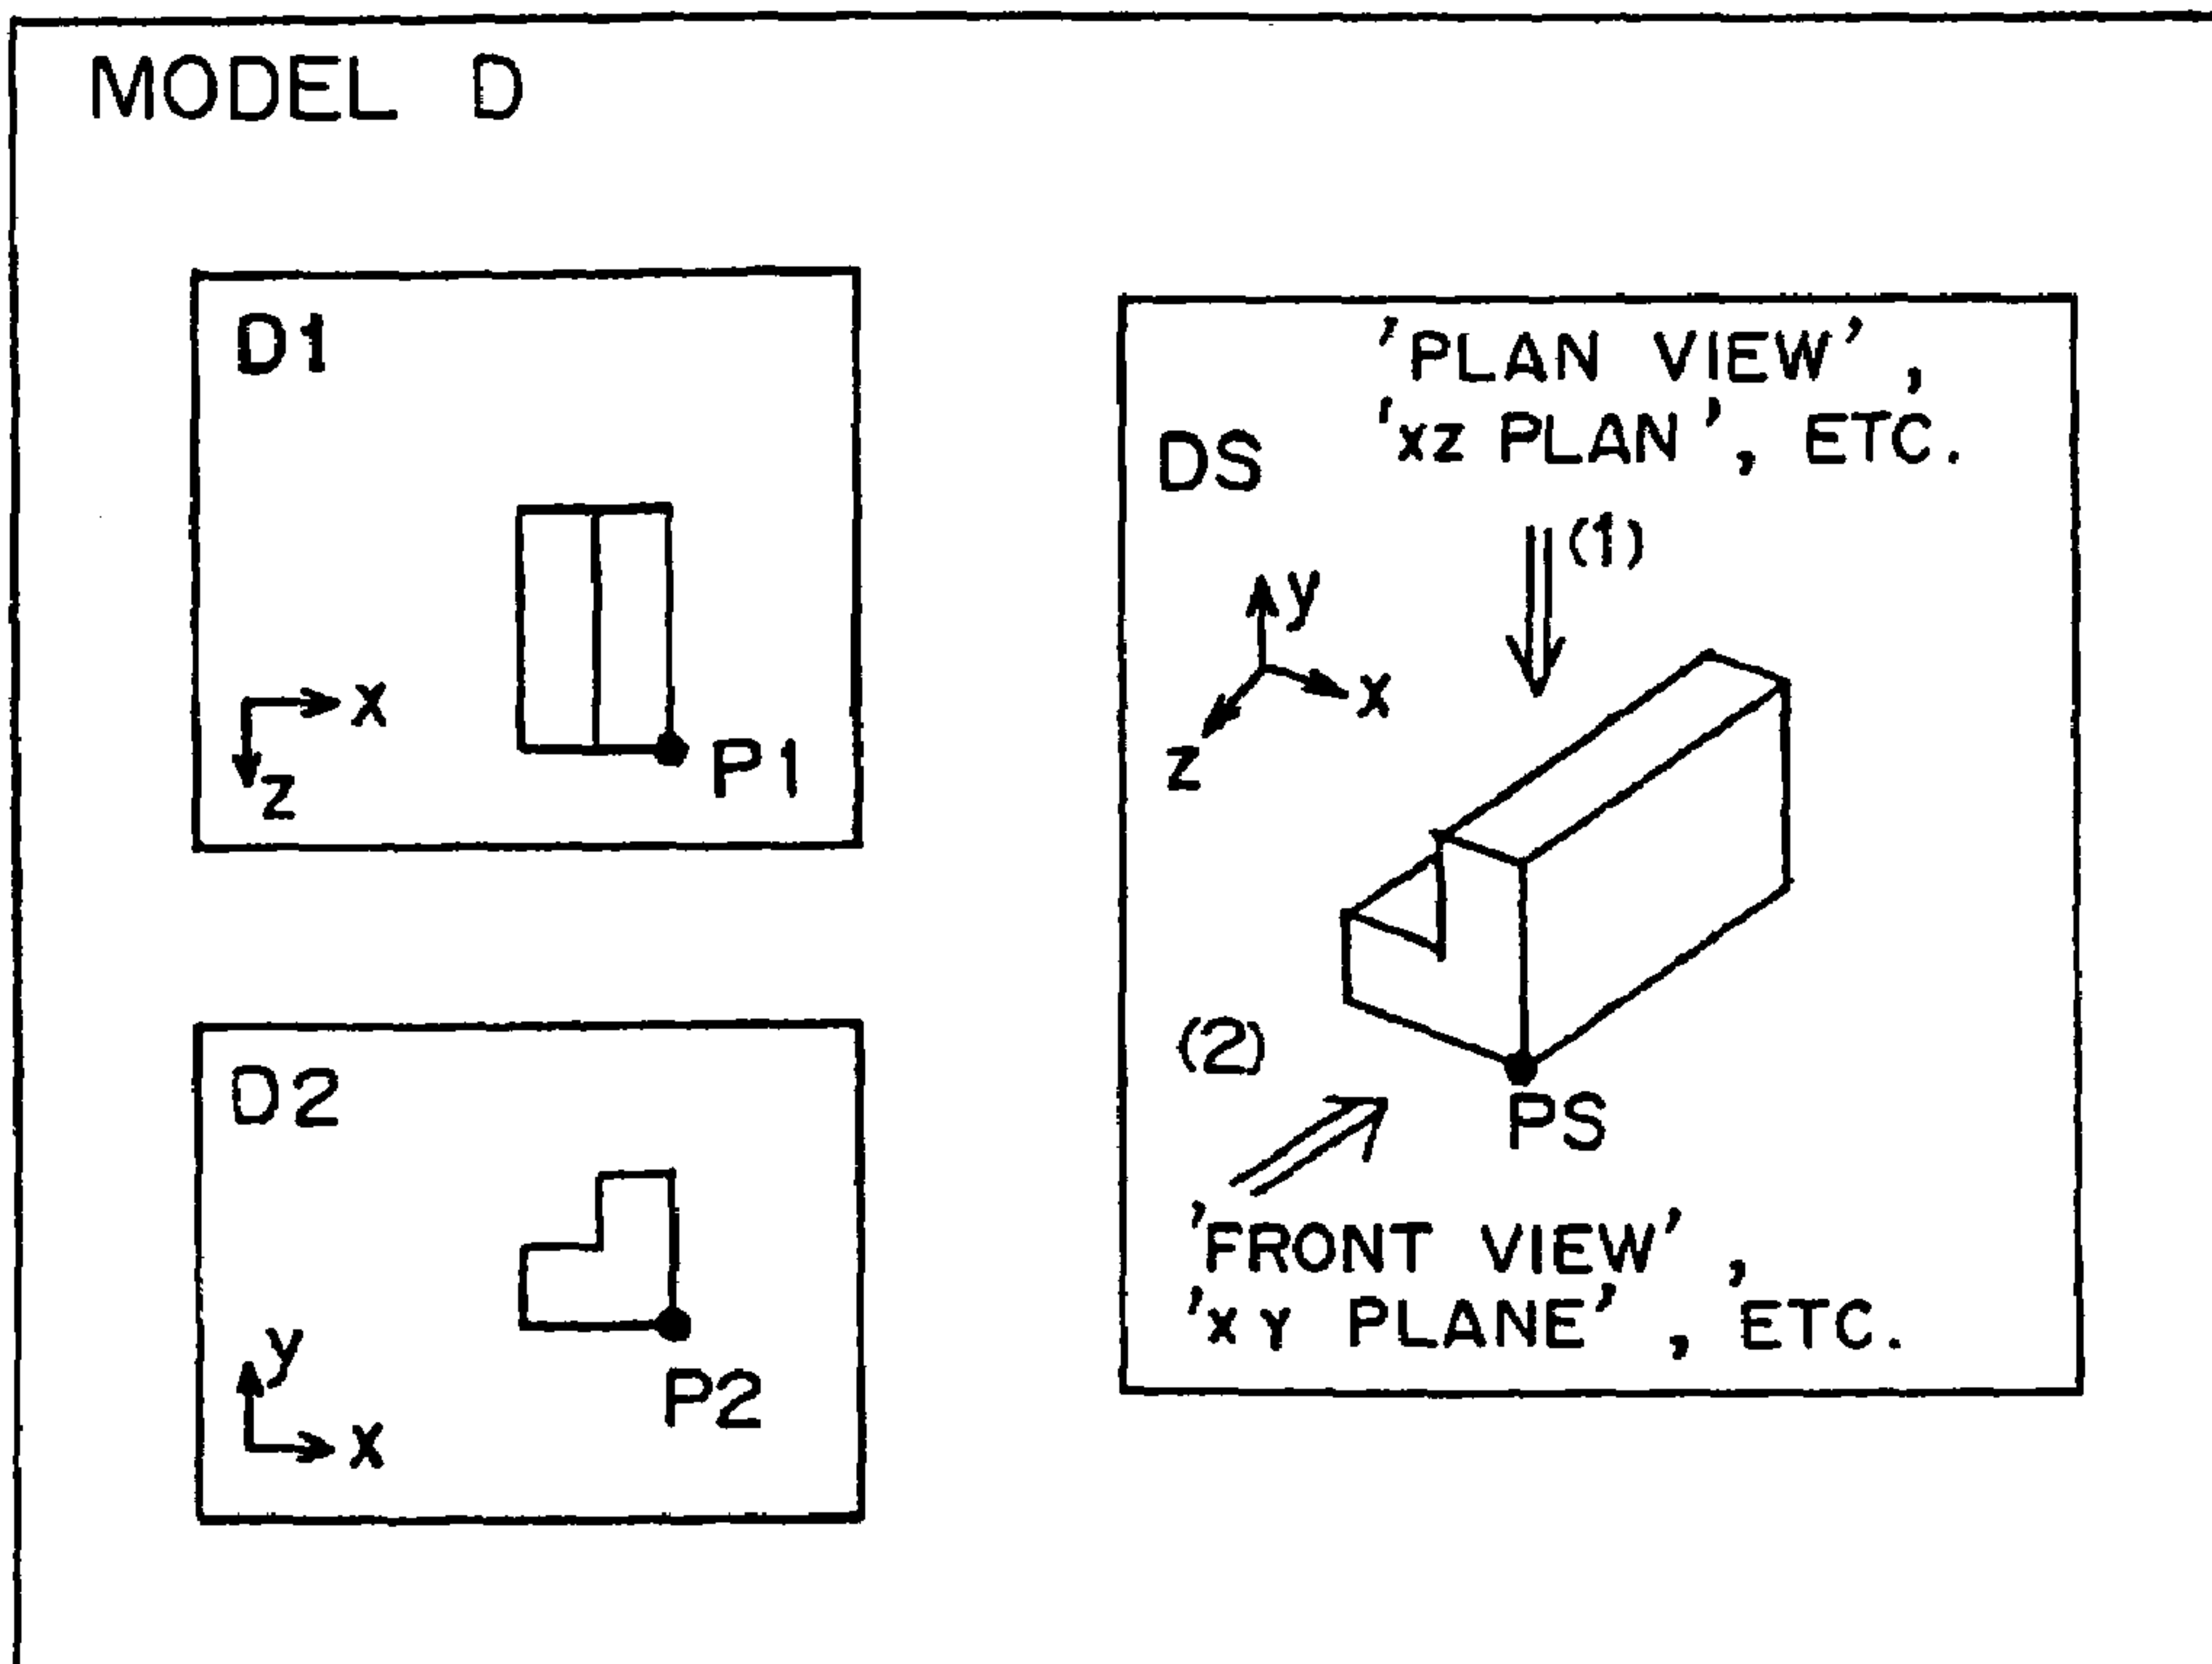 MODEL D
D1
x
z
P1
D2
y
x
P2
'PLAN VIEW',
'xz PLAN', ETC.
DS
(1)
y
x
z
(2)
PS
'FRONT VIEW',
'xy PLANE', ETC.